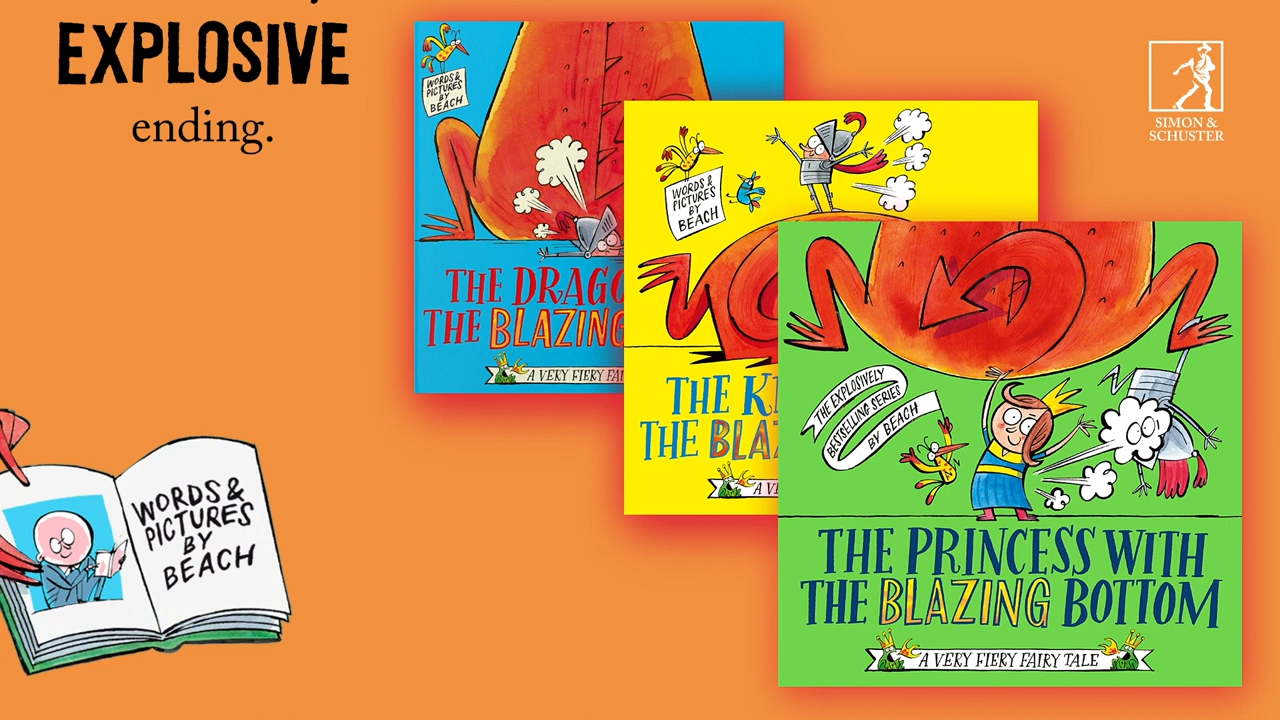 EXPLOSIVE
ending.
WORDS &
PICTURES
BY
BEACH
THE DRAGO
THE BLAZING
A VERY FIERY FAI
WORDS &
PICTURES
BY
BEACH
THE K
THE BLAZ
A V
THE EXPLOSIVELY
BESTSELLING SERIES
BY BEACH
THE PRINCESS WITH
THE BLAZING BOTTOM
A VERY FIERY FAIRY TALE
SIMON &
SCHUSTER
WORDS &
PICTURES
BY
BEACH